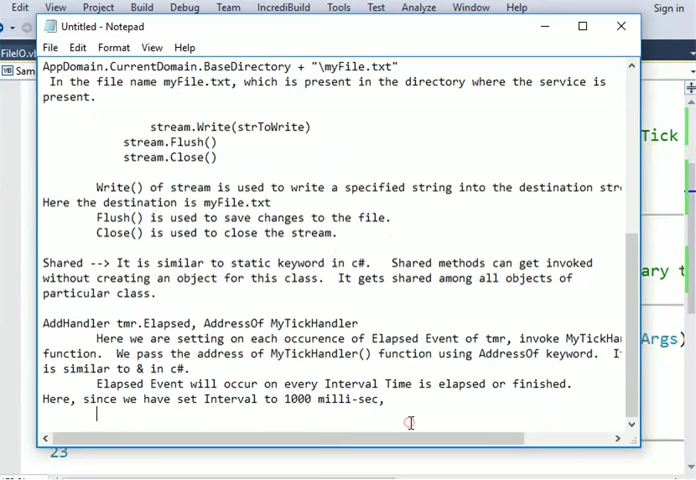 Edit View Project Build Debug Team IncrediBuild Tools Test Analyze Window Help Sign in
Untitled - Notepad
File Edit Format View Help
FileIO.v
Sam
AppDomain.CurrentDomain.BaseDirectory + "\myFile.txt"
In the file name myFile.txt, which is present in the directory where the service is
present.
stream.Write(strToWrite)
stream.Flush()
stream.Close()
Write() of stream is used to write a specified string into the destination
Here the destination is myFile.txt
Flush() is used to save changes to the file.
Close() is used to close the stream.
Shared --> It is similar to static keyword in c#. Shared methods can get invoked
without creating an object for this class. It gets shared among all objects of
particular class.
AddHandler tmr.Elapsed, AddressOf MyTickHandler
Here we are setting on each occurence of Elapsed Event of tmr, invoke MyTickHa
function. We pass the address of MyTickHandler() function using AddressOf keyword.
is similar to & in c#.
Elapsed Event will occur on every Interval Time is elapsed or finished.
Here, since we have set Interval to 1000 milli-sec,
Tick
ary t
Args)
23